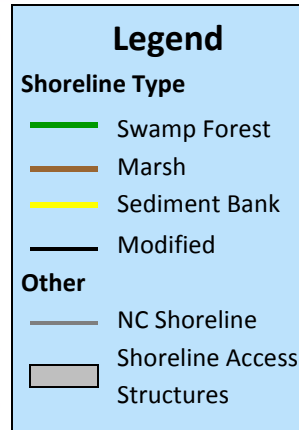 Legend
Shoreline Type
Swamp Forest
Marsh
Sediment Bank
Modified
Other
NC Shoreline
Shoreline Access
Structures